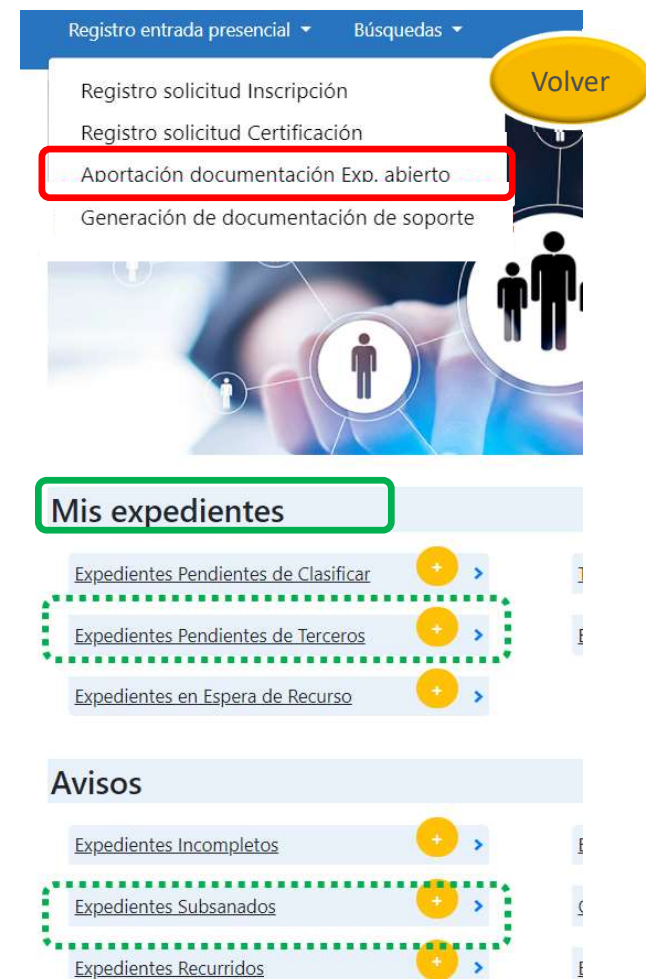 Registro entrada presencial Búsquedas
Volver
Registro solicitud Inscripción
Registro solicitud Certificación
Aportación documentación Exp. abierto
Generación de documentación de soporte
Mis expedientes
Expedientes Pendientes de Clasificar +
Expedientes Pendientes de Terceros +
Expedientes en Espera de Recurso +
Avisos
Expedientes Incompletos +
Expedientes Subsanados +
Expedientes Recurridos +